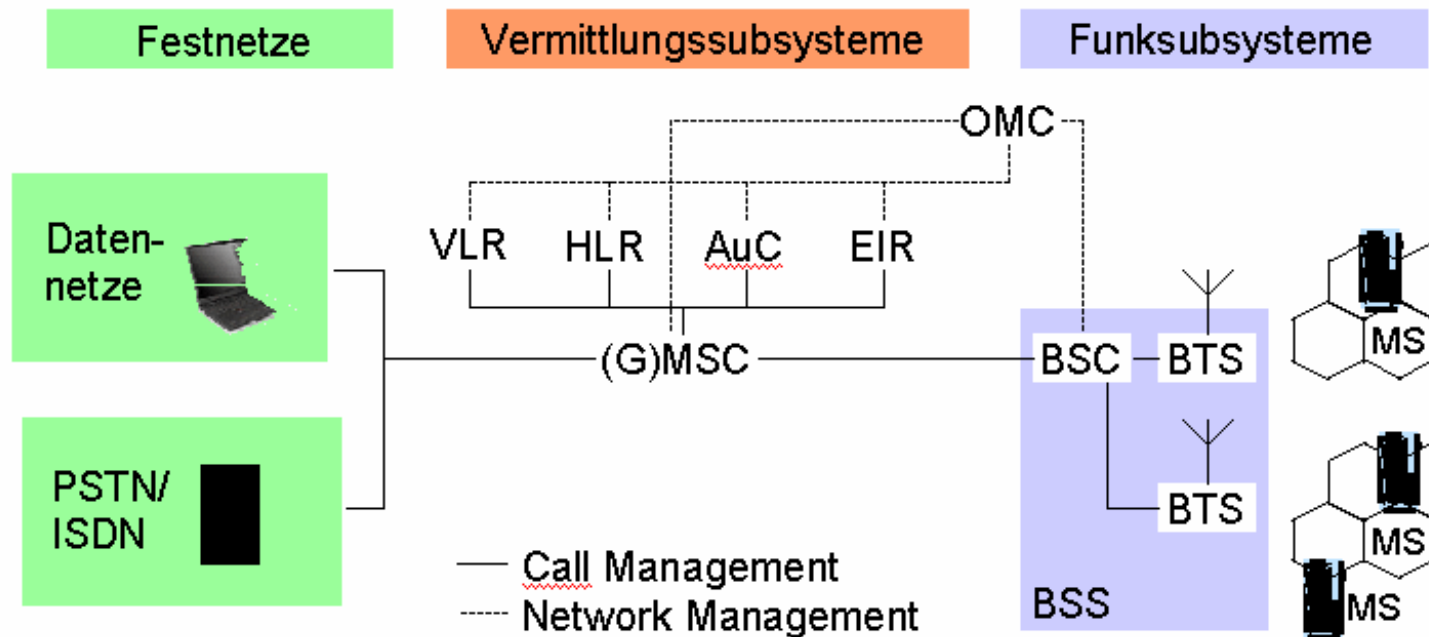 Festnetze
Vermittlungssubsysteme
Funksubsysteme
OMC
VLR
HLR
AuC
EIR
Daten-
netze
(G)MSC
BSC
BTS
MS
PSTN/
ISDN
BTS
MS
MS
BSS
Call Management
Network Management